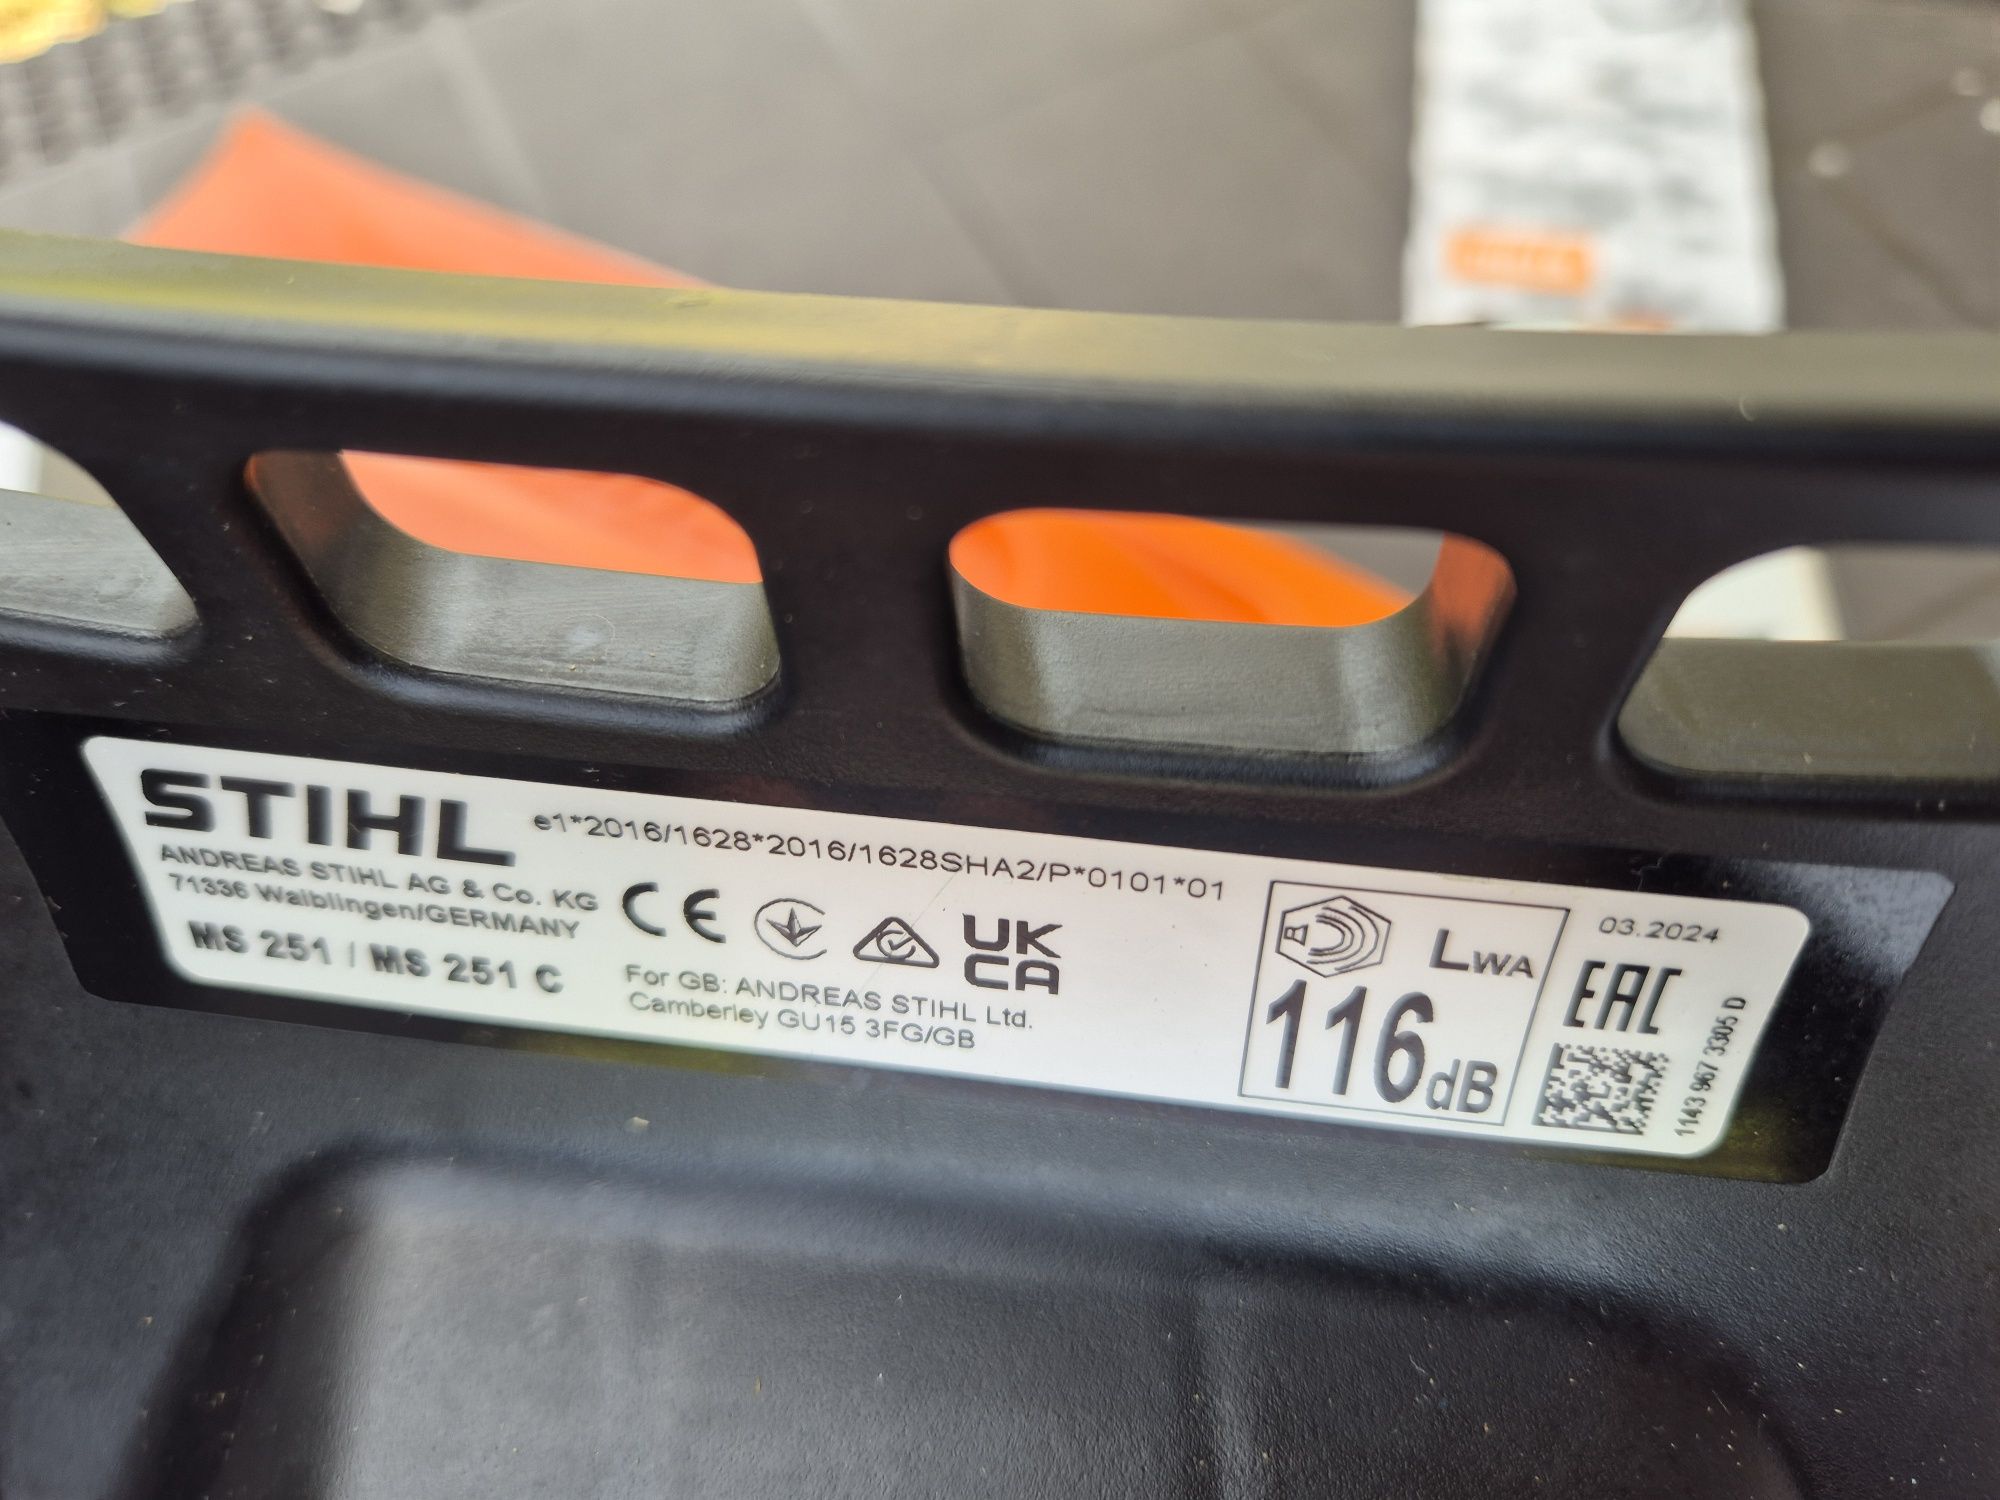 STIHL
e1*2016/1628*2016/1628SHA2/P*0101*01
ANDREAS STIHL AG & Co. KG
71336 Waiblingen/GERMANY
MS 251 / MS 251 C
CE
UK
CA
For GB: ANDREAS STIHL Ltd.
Camberley GU15 3FG/GB
LWA
116dB
03.2024
EAC
1143 967 3305 D